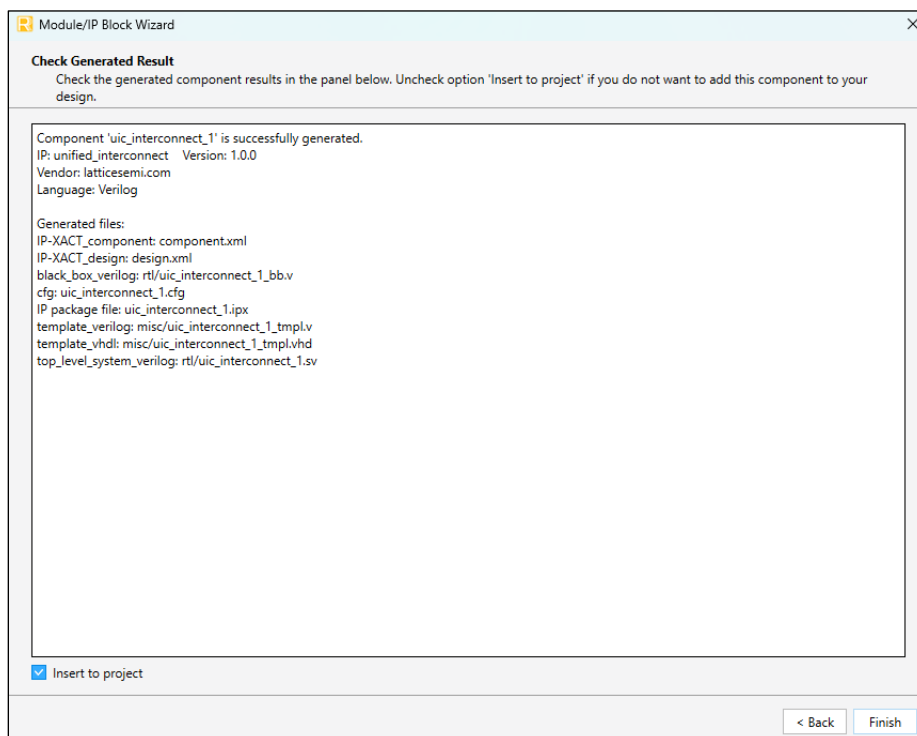 Module/IP Block Wizard
Check Generated Result
Check the generated component results in the panel below. Uncheck option 'Insert to project' if you do not want to add this component to your
design.
Component 'uic_interconnect_1' is successfully generated.
IP: unified_interconnect    Version: 1.0.0
Vendor: latticesemi.com
Language: Verilog
Generated files:
IP-XACT_component: component.xml
IP-XACT_design: design.xml
black_box_verilog: rtl/uic_interconnect_1_bb.v
cfg: uic_interconnect_1.cfg
IP package file: uic_interconnect_1.ipx
template_verilog: misc/uic_interconnect_1_tmpl.v
template_vhdl: misc/uic_interconnect_1_tmpl.vhd
top_level_system_verilog: rtl/uic_interconnect_1.sv
Insert to project
< Back
Finish